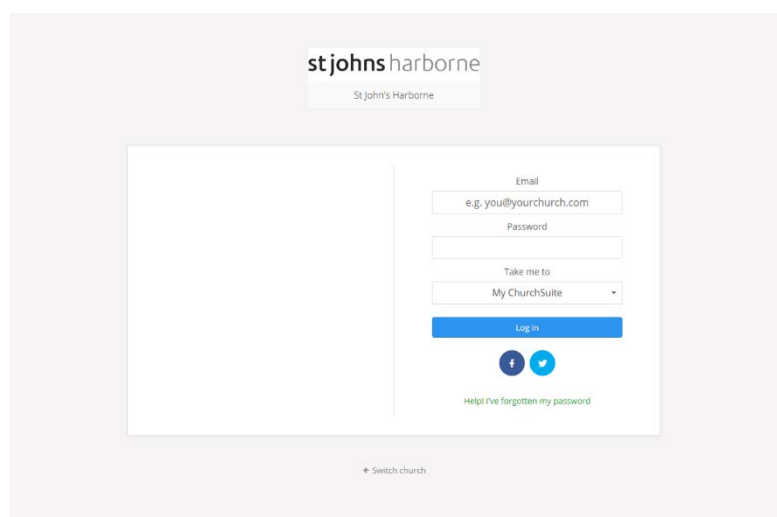 st johns harborne
St John's Harborne
Email
e.g. you@yourchurch.com
Password
Take me to
My ChurchSuite
Log in
Help! I've forgotten my password
← Switch church